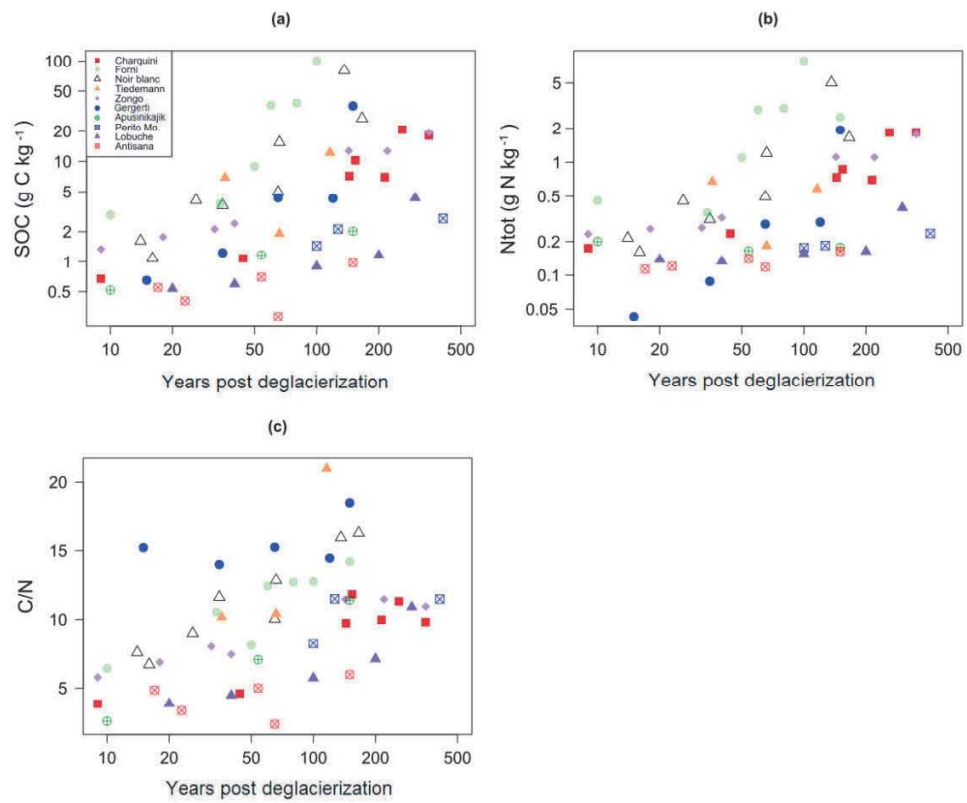 (a)
SOC (g C kg⁻¹)
100
50
20
10
5
2
1
0.5
Charquini
Forni
Noir blanc
Tiedemann
Zongo
Gergerti
Apusinikajik
Perito Mo.
Lobuche
Antisana
10 20 50 100 200 500
Years post deglacierization
(b)
Ntot (g N kg⁻¹)
5
2
1
0.5
0.2
0.1
0.05
10 20 50 100 200 500
Years post deglacierization
(c)
C/N
20
15
10
5
10 20 50 100 200 500
Years post deglacierization